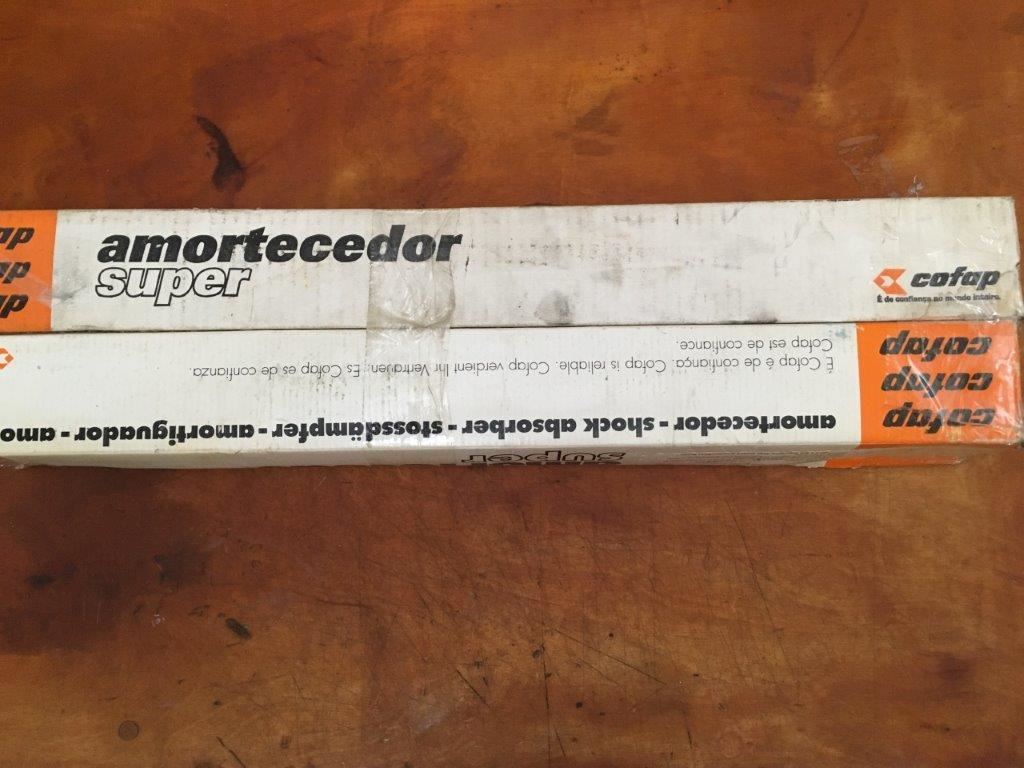 amortecedor
super
cofap
É de confiança no mundo inteiro.
É Cofap é de confiança. Cofap is reliable. Cofap verdient Ihr Vertrauen. Es Cofap es de confianza.
Cofap est de confiance.
amortecedor - shock absorber - stossdämpfer - amortiguador - amo
cofap
cofap
cofap
super